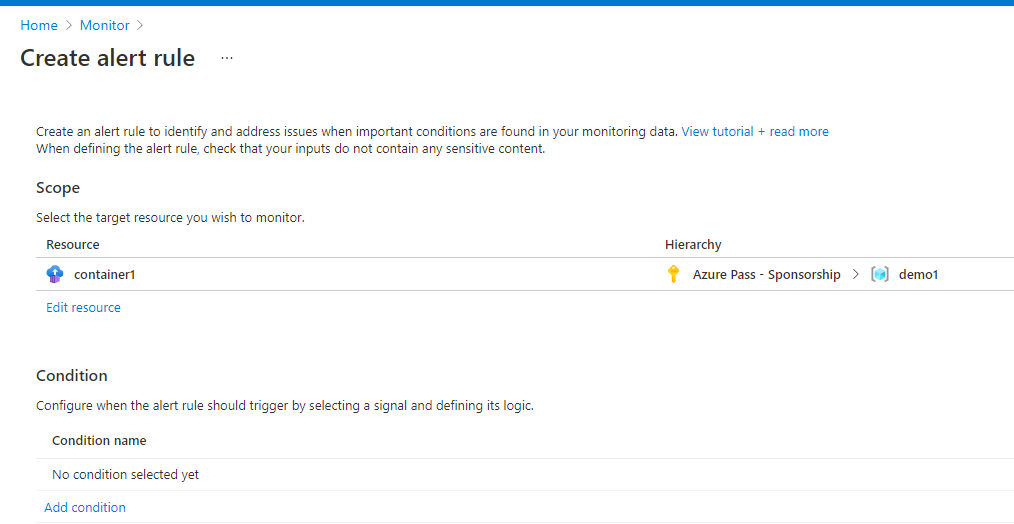 Home > Monitor >
Create alert rule ...
Create an alert rule to identify and address issues when important conditions are found in your monitoring data. View tutorial + read more
When defining the alert rule, check that your inputs do not contain any sensitive content.
Scope
Select the target resource you wish to monitor.
Resource Hierarchy
container1 Azure Pass - Sponsorship > demo1
Edit resource
Condition
Configure when the alert rule should trigger by selecting a signal and defining its logic.
Condition name
No condition selected yet
Add condition